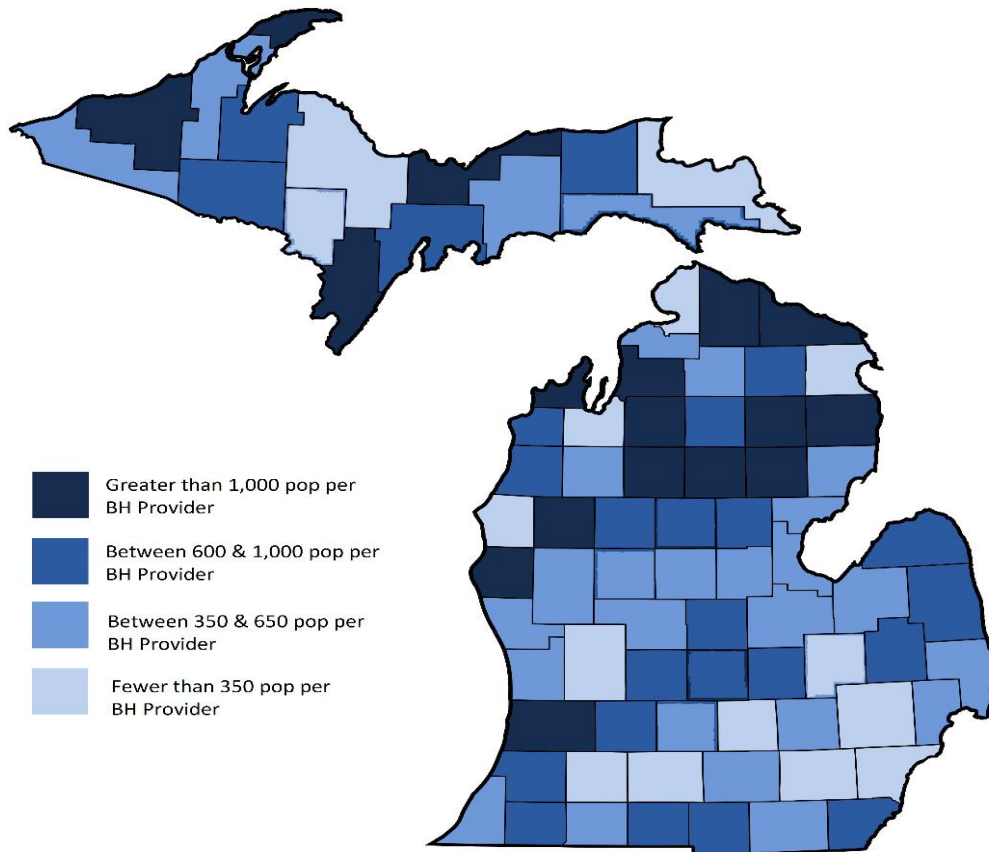 Greater than 1,000 pop per
BH Provider
Between 600 & 1,000 pop per
BH Provider
Between 350 & 650 pop per
BH Provider
Fewer than 350 pop per
BH Provider